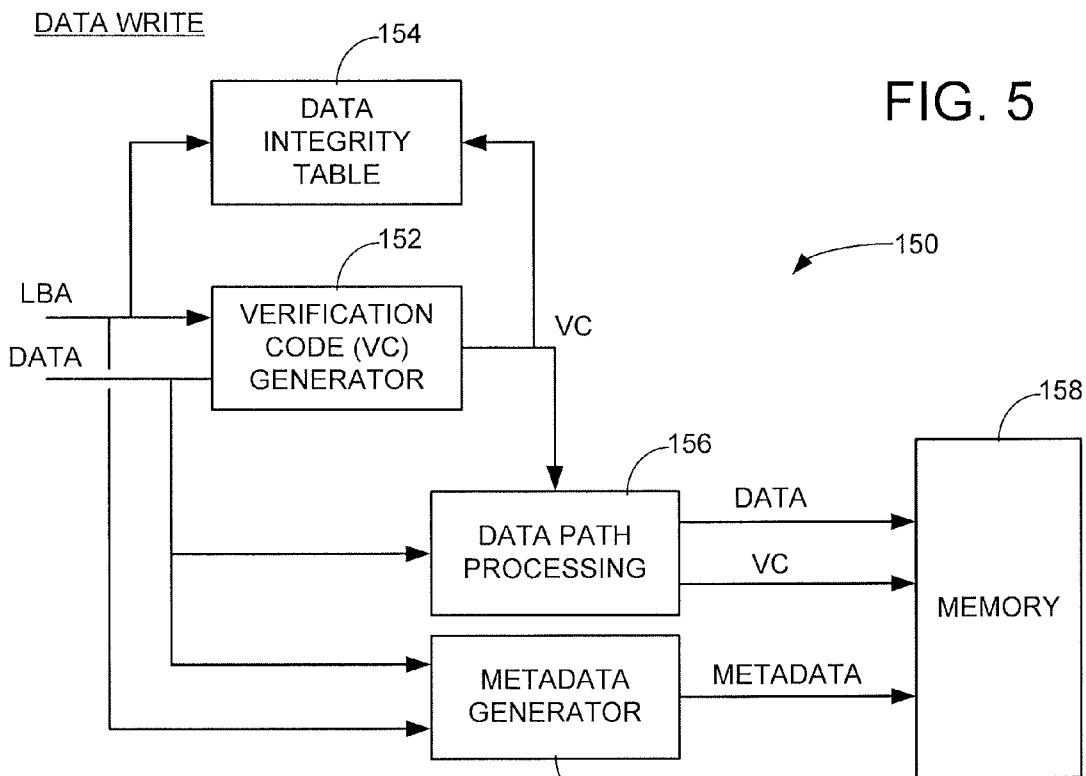 DATA WRITE
154
FIG. 5
DATA
INTEGRITY
TABLE
152
150
LBA
VERIFICATION
CODE (VC)
GENERATOR
VC
DATA
158
156
DATA PATH
PROCESSING
DATA
VC
MEMORY
METADATA
GENERATOR
METADATA